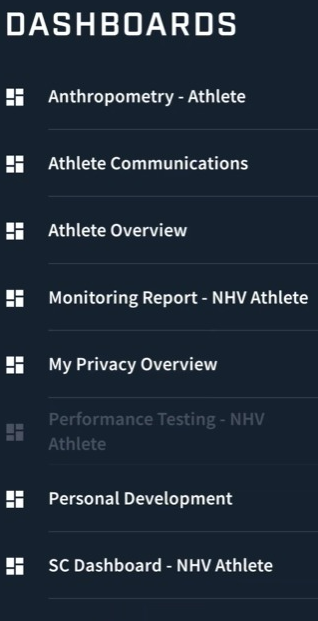 DASHBOARDS
Anthropometry - Athlete
Athlete Communications
Athlete Overview
Monitoring Report - NHV Athlete
My Privacy Overview
Performance Testing - NHV
Athlete
Personal Development
SC Dashboard - NHV Athlete